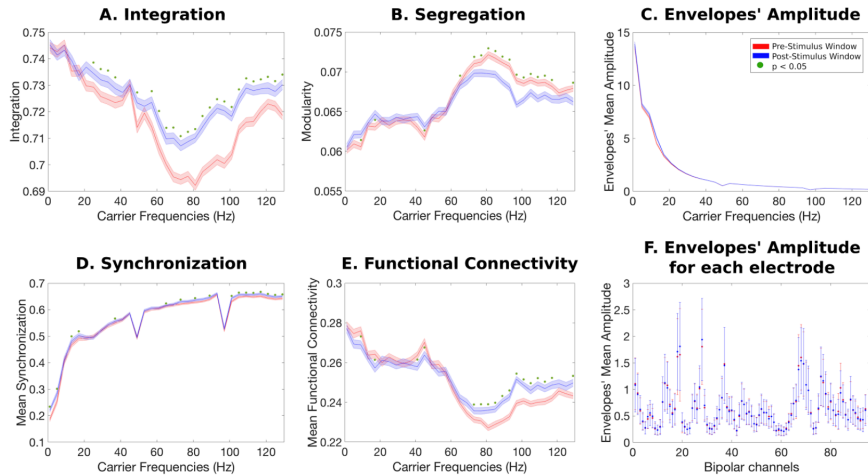 A. Integration
0.75
0.74
0.73
0.72
0.71
0.7
0.69
Integration
0 20 40 60 80 100 120
Carrier Frequencies (Hz)
B. Segregation
0.075
0.07
0.065
0.06
0.055
Modularity
0 20 40 60 80 100 120
Carrier Frequencies (Hz)
C. Envelopes' Amplitude
15
10
5
0
Envelopes' Mean Amplitude
Pre-Stimulus Window
Post-Stimulus Window
p < 0.05
0 20 40 60 80 100 120
Carrier Frequencies (Hz)
D. Synchronization
0.7
0.6
0.5
0.4
0.3
0.2
0.1
Mean Synchronization
0 20 40 60 80 100 120
Carrier Frequencies (Hz)
E. Functional Connectivity
0.3
0.28
0.26
0.24
0.22
Mean Functional Connectivity
0 20 40 60 80 100 120
Carrier Frequencies (Hz)
F. Envelopes' Amplitude
for each electrode
3
2.5
2
1.5
1
0.5
0
Envelopes' Mean Amplitude
0 20 40 60 80
Bipolar channels